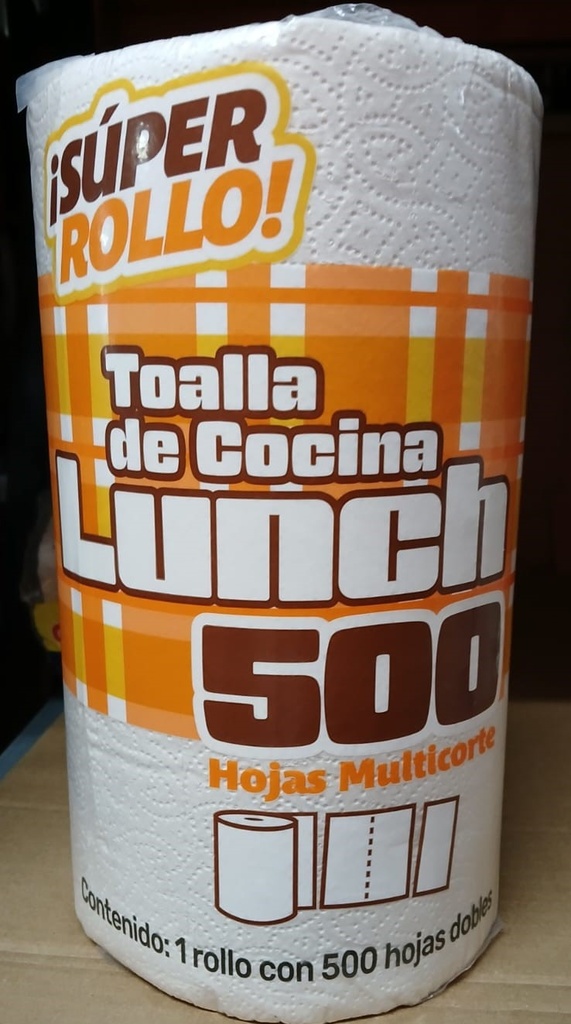 ¡SÚPER
ROLLO!
Toalla
de Cocina
Lunch
500
Hojas Multicorte
Contenido: 1 rollo con 500 hojas dobles